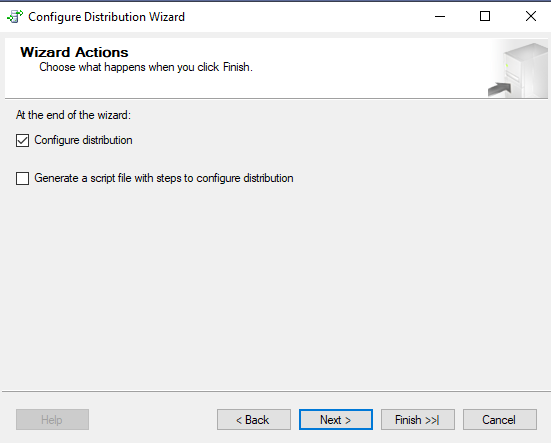 Configure Distribution Wizard
Wizard Actions
Choose what happens when you click Finish.
At the end of the wizard:
Configure distribution
Generate a script file with steps to configure distribution
Help
< Back
Next >
Finish >>|
Cancel